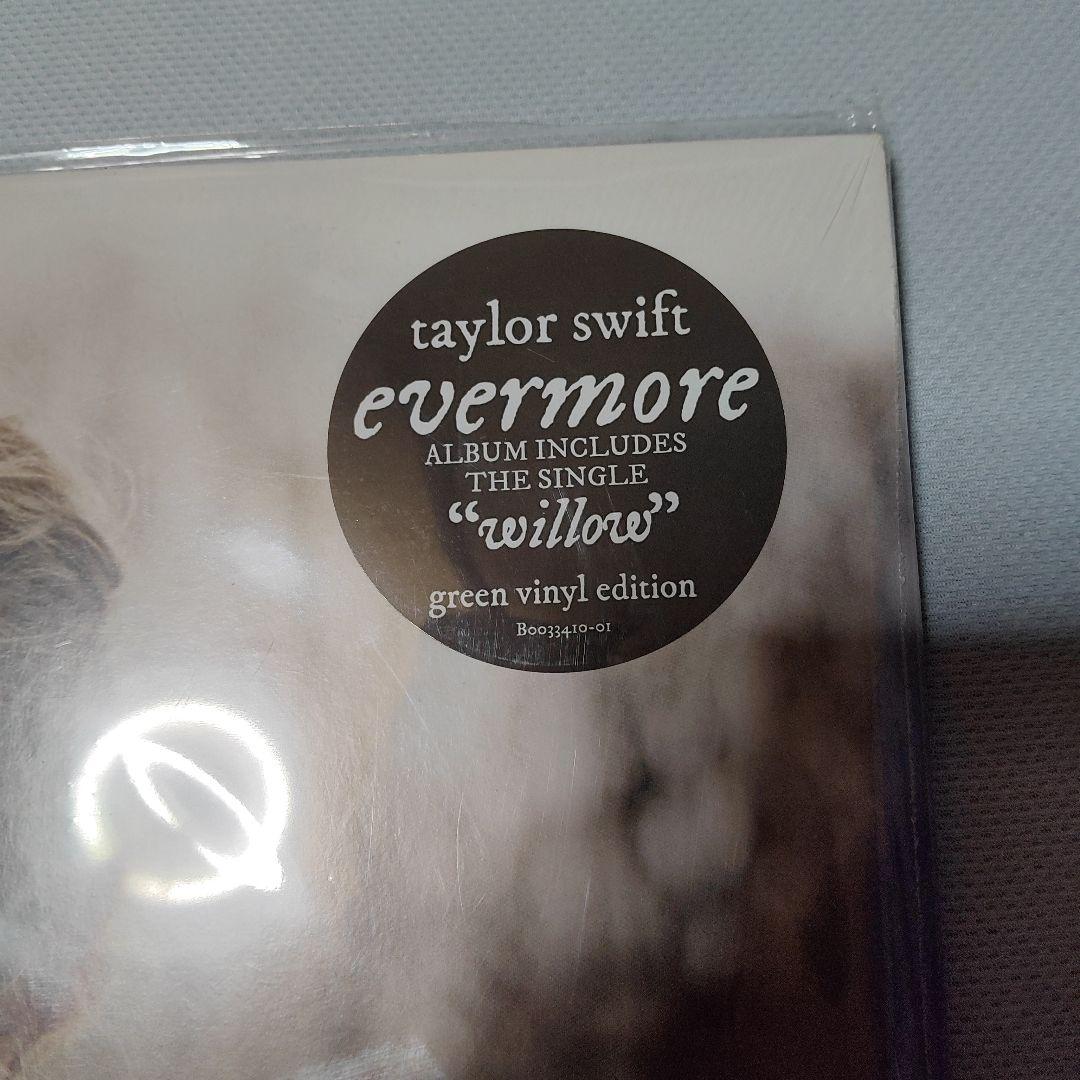 taylor swift
evermore
ALBUM INCLUDES
THE SINGLE
“willow”
green vinyl edition
B0033410-01